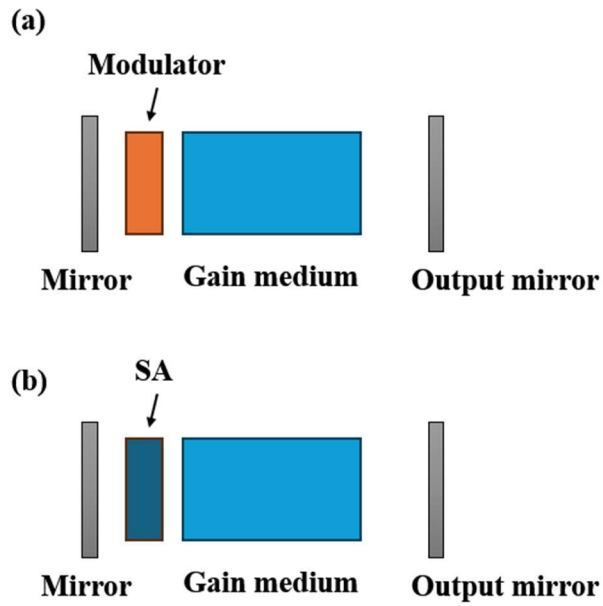 (a)
Modulator
Mirror Gain medium Output mirror
(b)
SA
Mirror Gain medium Output mirror